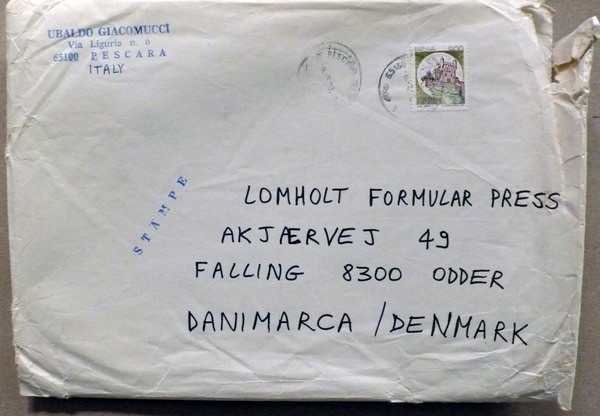 UBALDO GIACOMUCCI
Via Liguria n. 6
65100 PESCARA
ITALY
600
STAMPE
LOMHOLT FORMULAR PRESS
AKJÆRVEJ 49
FALLING 8300 ODDER
DANIMARCA / DENMARK